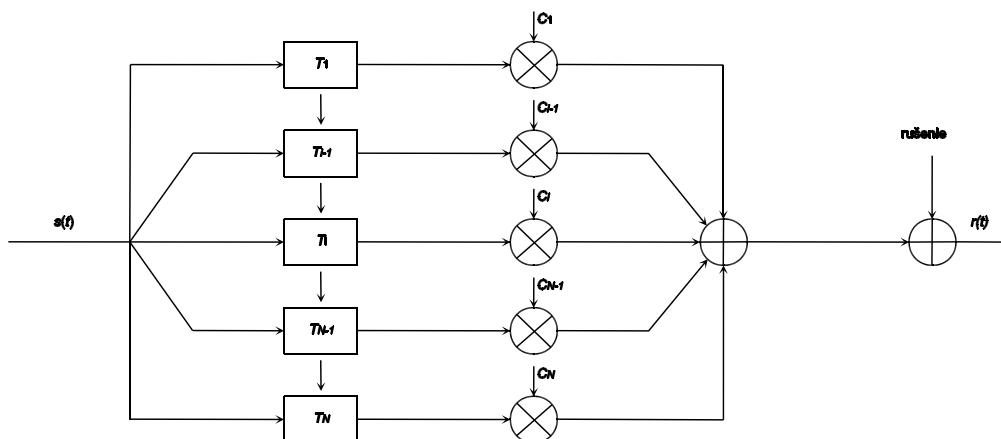 C1
T1
Ci-1
Ti-1
rušenie
s(t)
Ci
Ti
r(t)
CN-1
TN-1
CN
TN